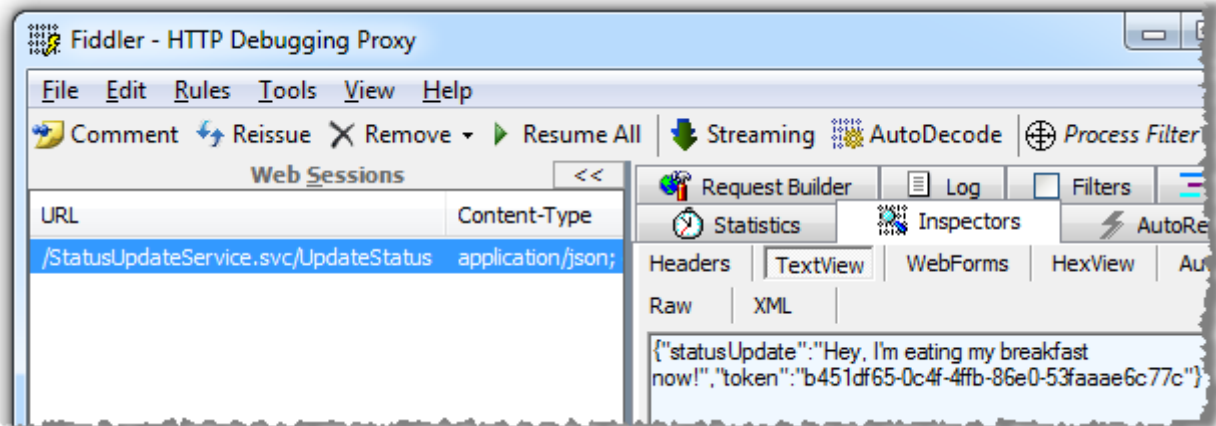 Fiddler - HTTP Debugging Proxy
File Edit Rules Tools View Help
Comment Reissue Remove Resume All Streaming AutoDecode Process Filter
Web Sessions <<
Request Builder Log Filters
URL Content-Type
Statistics Inspectors AutoRe
/StatusUpdateService.svc/UpdateStatus application/json;
Headers TextView WebForms HexView Au
Raw XML
{"statusUpdate":"Hey, I'm eating my breakfast
now!","token":"b451df65-0c4f-4ffb-86e0-53faaae6c77c"}